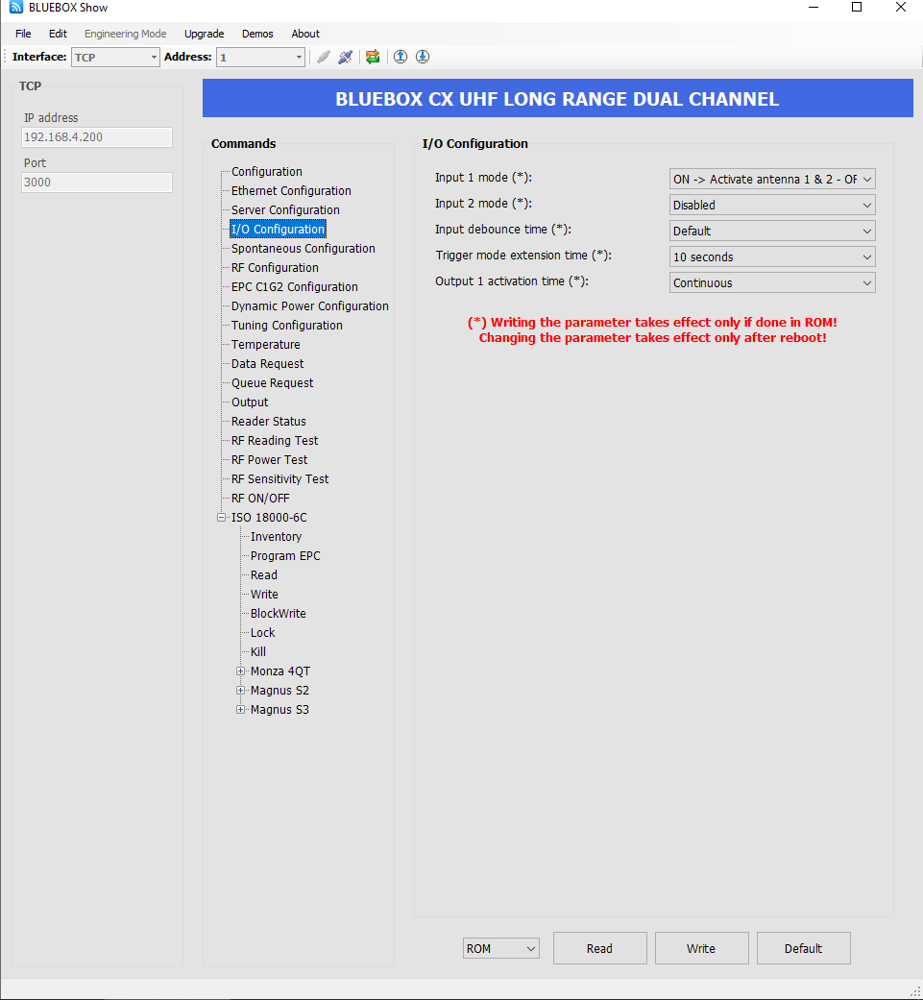 BLUEBOX Show
File Edit Engineering Mode Upgrade Demos About
Interface: TCP Address: 1
TCP
IP address
192.168.4.200
Port
3000
BLUEBOX CX UHF LONG RANGE DUAL CHANNEL
Commands
Configuration
Ethernet Configuration
Server Configuration
I/O Configuration
Spontaneous Configuration
RF Configuration
EPC C1G2 Configuration
Dynamic Power Configuration
Tuning Configuration
Temperature
Data Request
Queue Request
Output
Reader Status
RF Reading Test
RF Power Test
RF Sensitivity Test
RF ON/OFF
ISO 18000-6C
Inventory
Program EPC
Read
Write
BlockWrite
Lock
Kill
Monza 4QT
Magnus S2
Magnus S3
I/O Configuration
Input 1 mode (*): ON -> Activate antenna 1 & 2 - OF
Input 2 mode (*): Disabled
Input debounce time (*): Default
Trigger mode extension time (*): 10 seconds
Output 1 activation time (*): Continuous
(*) Writing the parameter takes effect only if done in ROM!
Changing the parameter takes effect only after reboot!
ROM Read Write Default